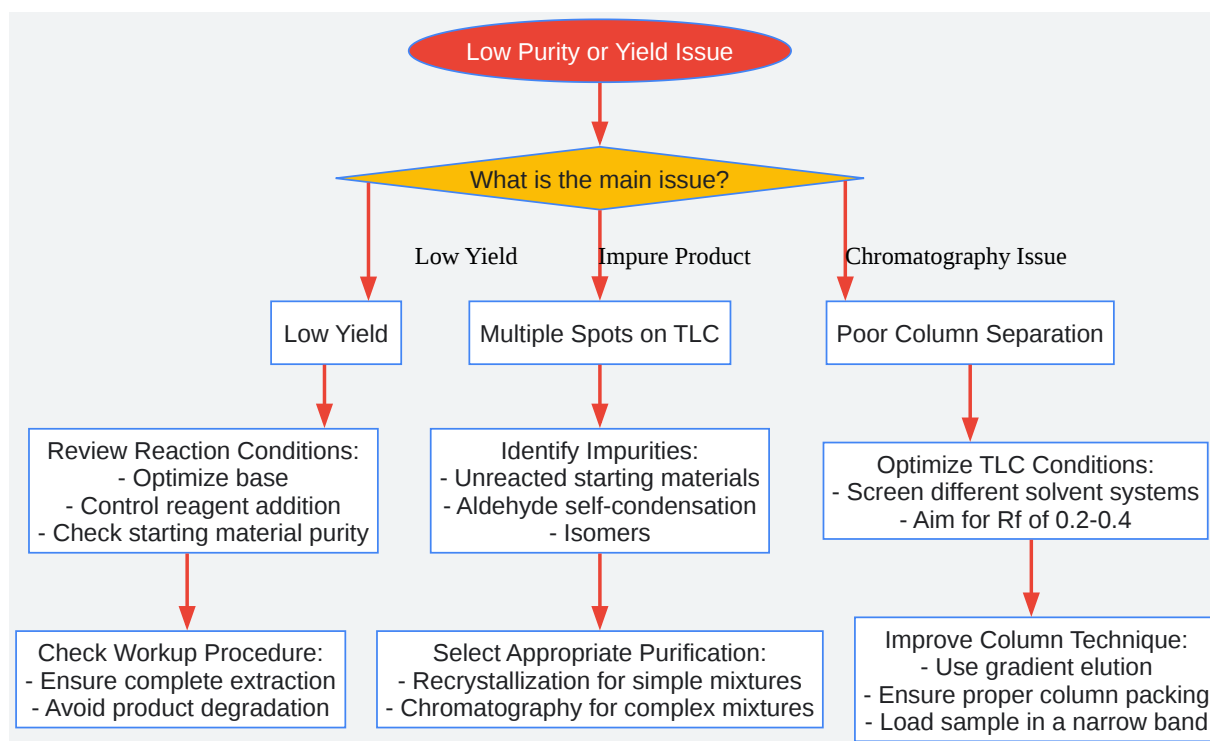 Low Purity or Yield Issue
What is the main issue?
Low Yield
Impure Product
Chromatography Issue
Low Yield
Multiple Spots on TLC
Poor Column Separation
Review Reaction Conditions:
- Optimize base
- Control reagent addition
- Check starting material purity
Identify Impurities:
- Unreacted starting materials
- Aldehyde self-condensation
- Isomers
Optimize TLC Conditions:
- Screen different solvent systems
- Aim for Rf of 0.2-0.4
Check Workup Procedure:
- Ensure complete extraction
- Avoid product degradation
Select Appropriate Purification:
- Recrystallization for simple mixtures
- Chromatography for complex mixtures
Improve Column Technique:
- Use gradient elution
- Ensure proper column packing
- Load sample in a narrow band